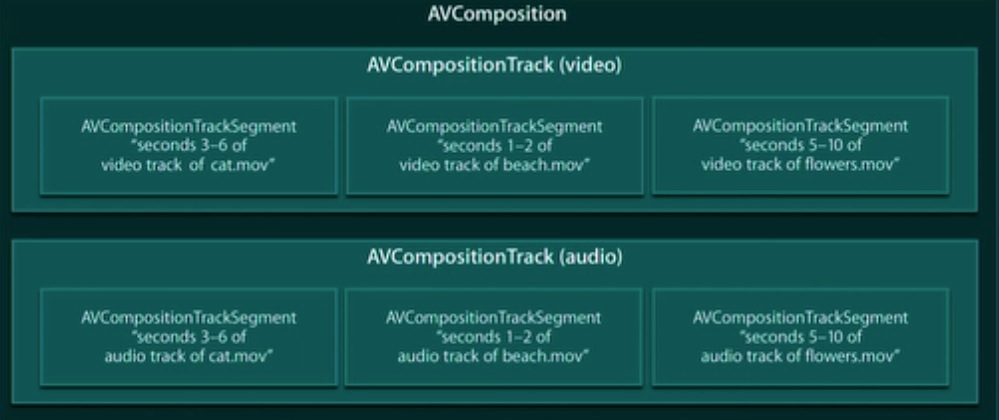 AVComposition
AVCompositionTrack (video)
AVCompositionTrackSegment
“seconds 3–6 of
video track of cat.mov”
AVCompositionTrackSegment
“seconds 1–2 of
video track of beach.mov”
AVCompositionTrackSegment
“seconds 5–10 of
video track of flowers.mov”
AVCompositionTrack (audio)
AVCompositionTrackSegment
“seconds 3–6 of
audio track of cat.mov”
AVCompositionTrackSegment
“seconds 1–2 of
audio track of beach.mov”
AVCompositionTrackSegment
“seconds 5–10 of
audio track of flowers.mov”